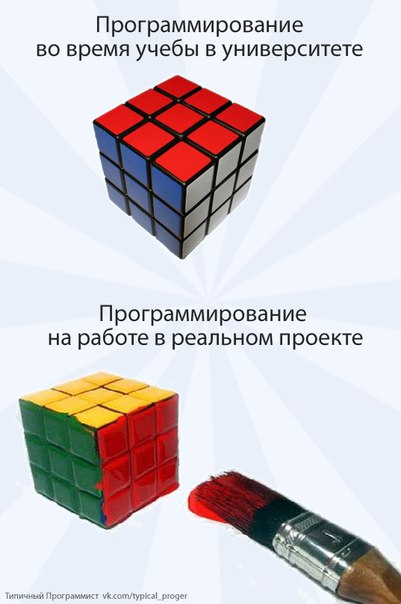 Программирование
во время учебы в университете
Программирование
на работе в реальном проекте
Типичный Программист vk.com/typical_proger